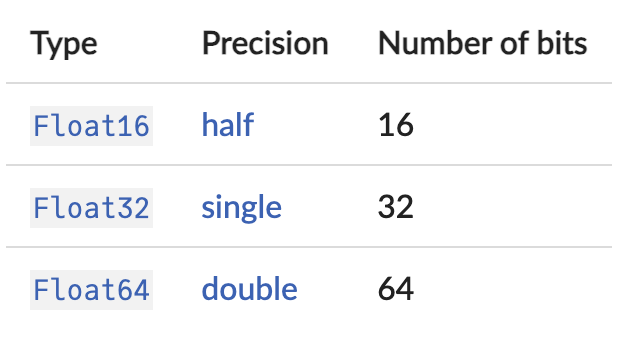 Type Precision Number of bits
Float16 half 16
Float32 single 32
Float64 double 64